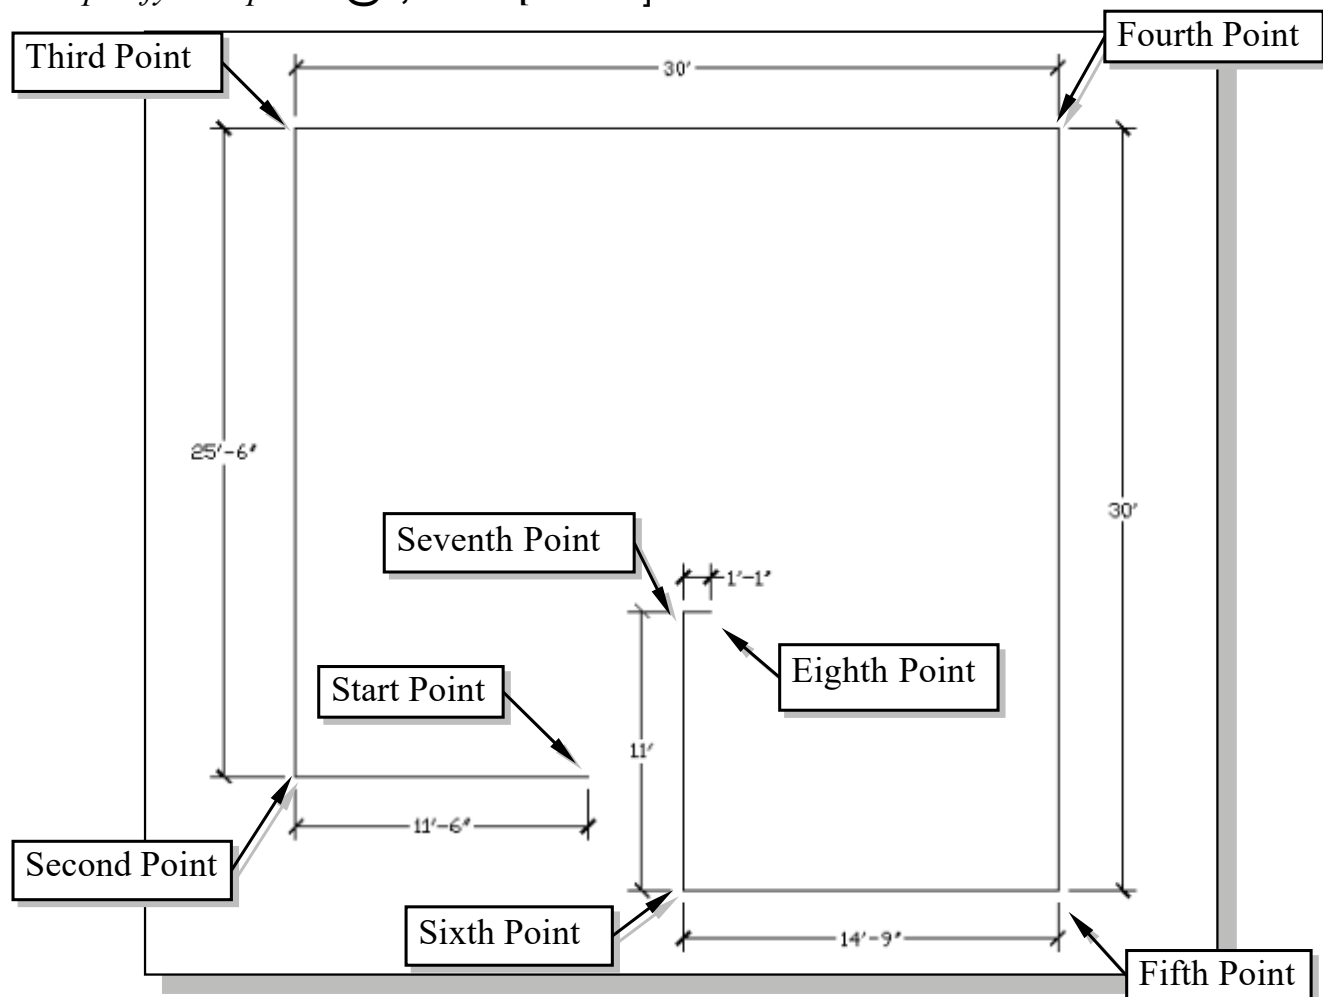 Third Point
Fourth Point
30'
25'-6"
30'
Seventh Point
1'-1"
Eighth Point
Start Point
11'
11'-6"
Second Point
Sixth Point
14'-9"
Fifth Point